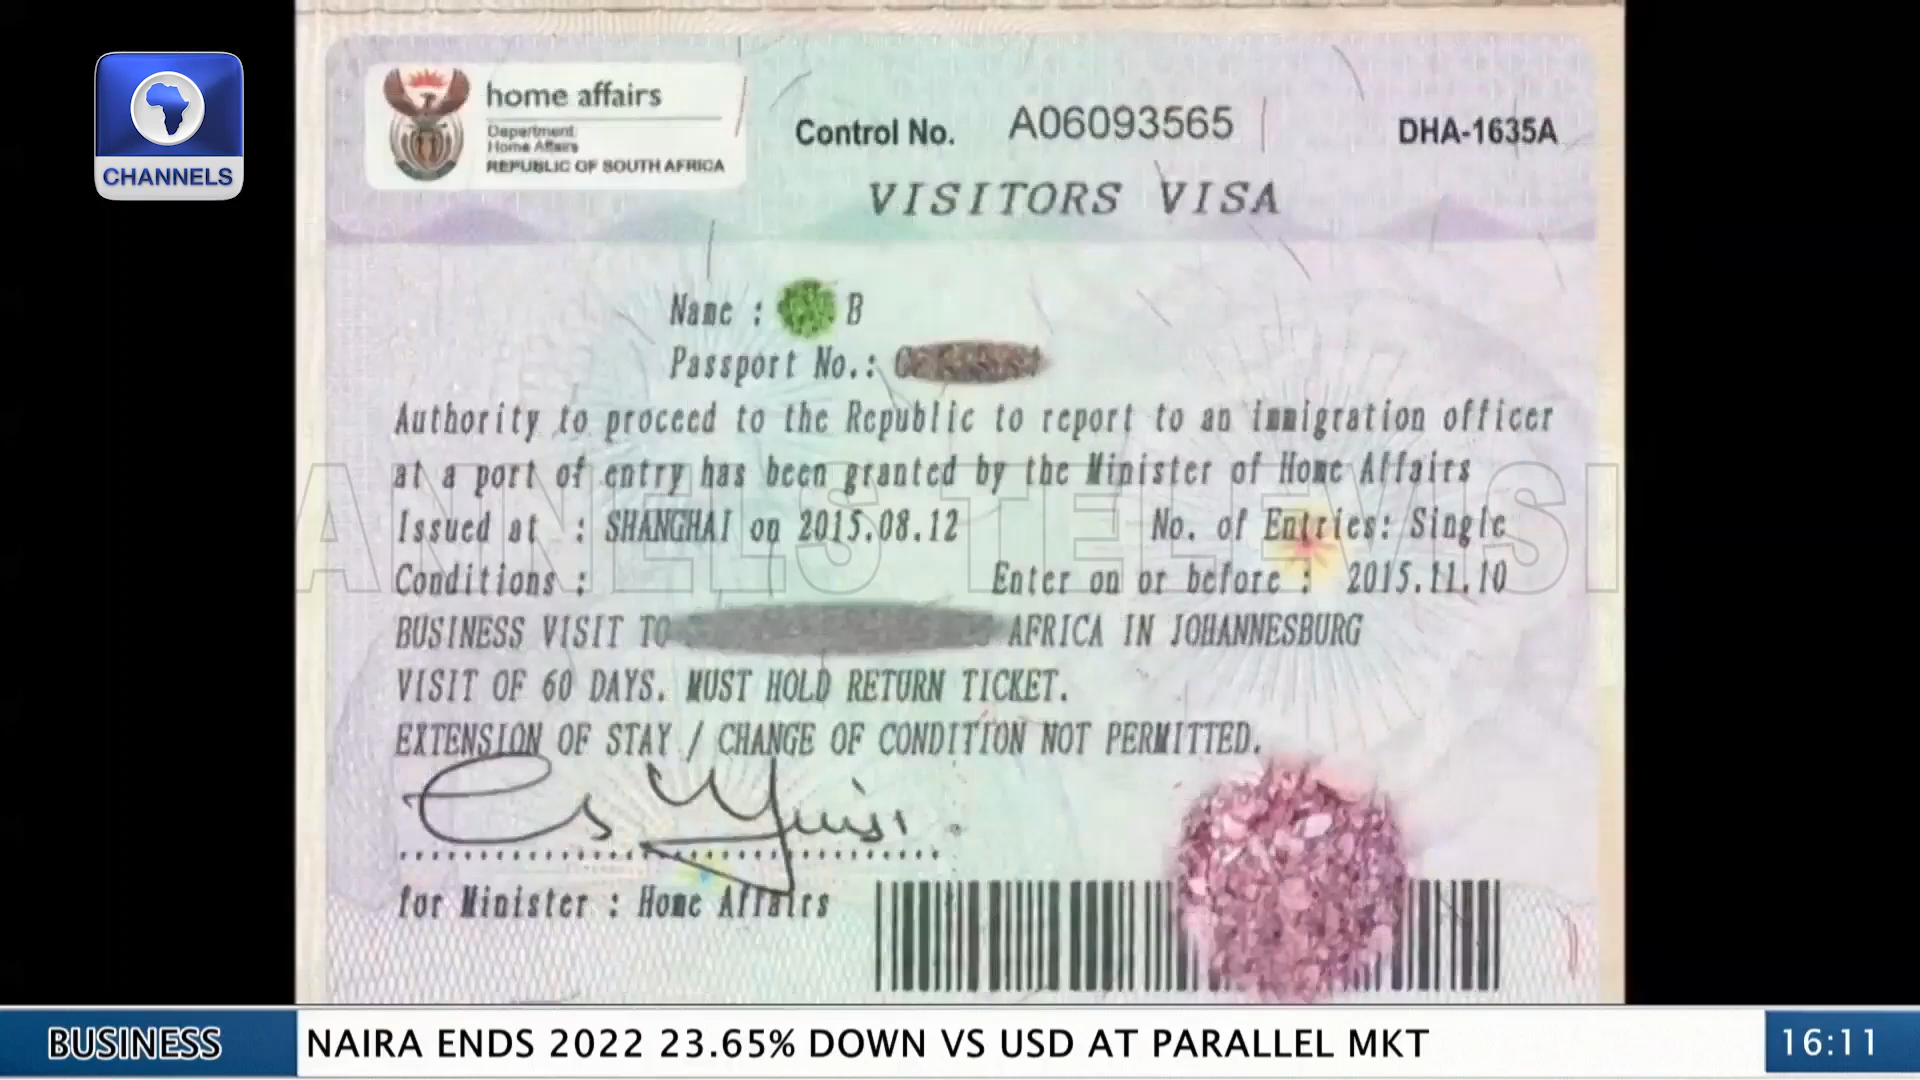 CHANNELS
home affairs
Department:
Home Affairs
REPUBLIC OF SOUTH AFRICA
Control No. A06093565
DHA-1635A
VISITORS VISA
Name : B
Passport No.:
Authority to proceed to the Republic to report to an immigration officer
at a port of entry has been granted by the Minister of Home Affairs
Issued at : SHANGHAI on 2015.08.12 No. of Entries: Single
Conditions : Enter on or before : 2015.11.10
BUSINESS VISIT TO AFRICA IN JOHANNESBURG
VISIT OF 60 DAYS. MUST HOLD RETURN TICKET.
EXTENSION OF STAY / CHANGE OF CONDITION NOT PERMITTED.
for Minister : Home Affairs
ANNELS TELEVISI
BUSINESS NAIRA ENDS 2022 23.65% DOWN VS USD AT PARALLEL MKT 16:11